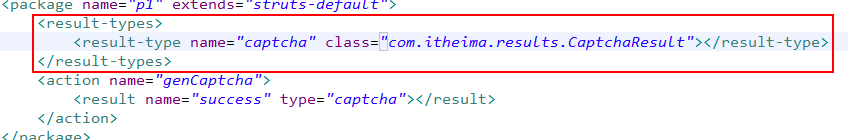 <package name="p1" extends="struts-default">
<result-types>
<result-type name="captcha" class="com.itheima.results.CaptchaResult"></result-type>
</result-types>
<action name="genCaptcha">
<result name="success" type="captcha"></result>
</action>
</package>